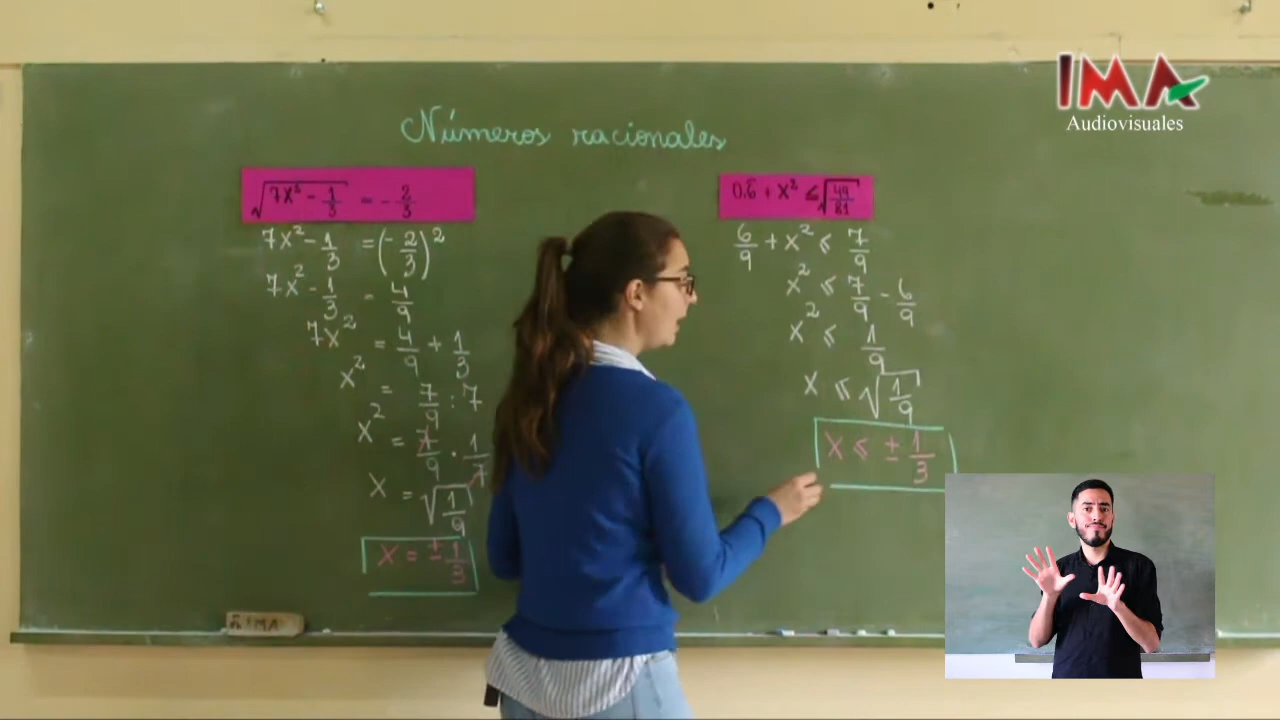 IMA
Audiovisuales
Números racionales
√(7x² - 1/3) = - 2/3
7x² - 1/3 = (- 2/3)²
7x² - 1/3 = 4/9
7x² = 4/9 + 1/3
x² = 7/9 : 7
x² = 7/9 · 1/7
x = √(1/9)
x = ± 1/3
0.6 + x² ≤ √(49/81)
6/9 + x² ≤ 7/9
x² ≤ 7/9 - 6/9
x² ≤ 1/9
x ≤ √(1/9)
x ≤ ± 1/3
IMA